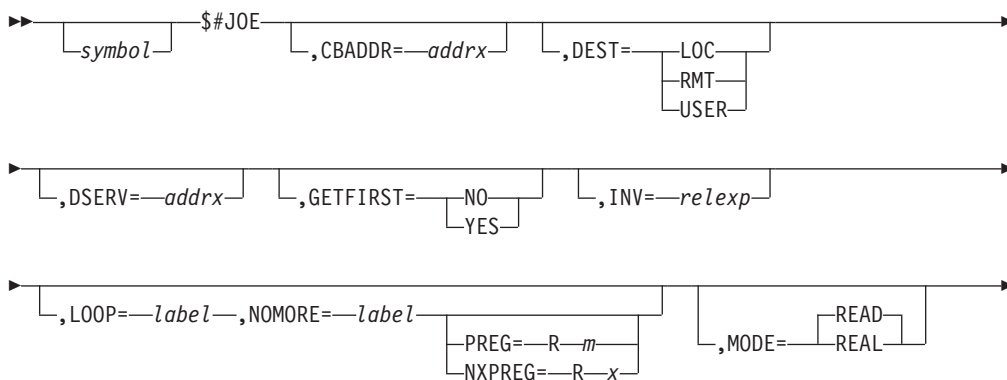 symbol $#JOE ,CBADDR= addrx ,DEST= LOC
RMT
USER
,DSERV= addrx ,GETFIRST= NO ,INV= relexp
YES
,LOOP= label ,NOMORE= label ,MODE= READ
PREG= R m REAL
NXPREG= R x